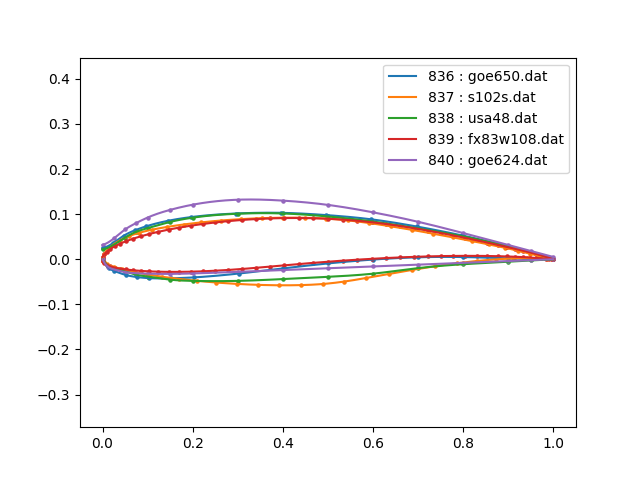 0.4
0.3
0.2
0.1
0.0
−0.1
−0.2
−0.3
0.0 0.2 0.4 0.6 0.8 1.0
836 : goe650.dat
837 : s102s.dat
838 : usa48.dat
839 : fx83w108.dat
840 : goe624.dat